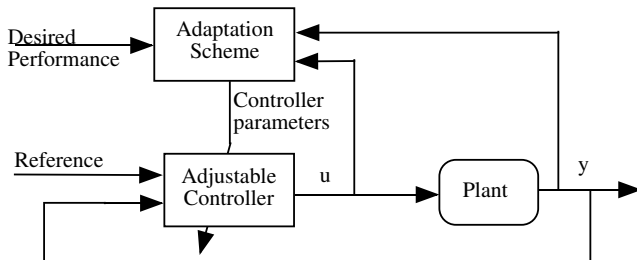 Desired
Performance
Adaptation
Scheme
Controller
parameters
Reference
Adjustable
Controller
u
Plant
y